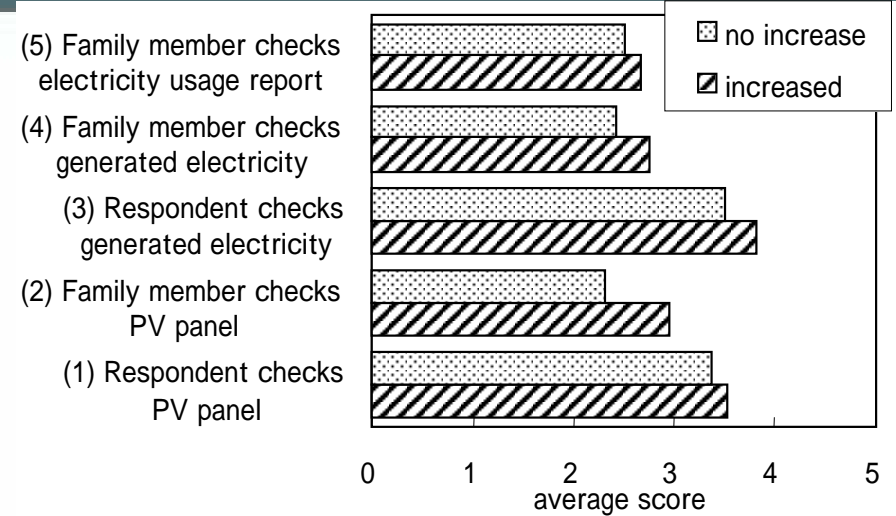 (5) Family member checks
electricity usage report
(4) Family member checks
generated electricity
(3) Respondent checks
generated electricity
(2) Family member checks
PV panel
(1) Respondent checks
PV panel
no increase
increased
0 1 2 3 4 5
average score